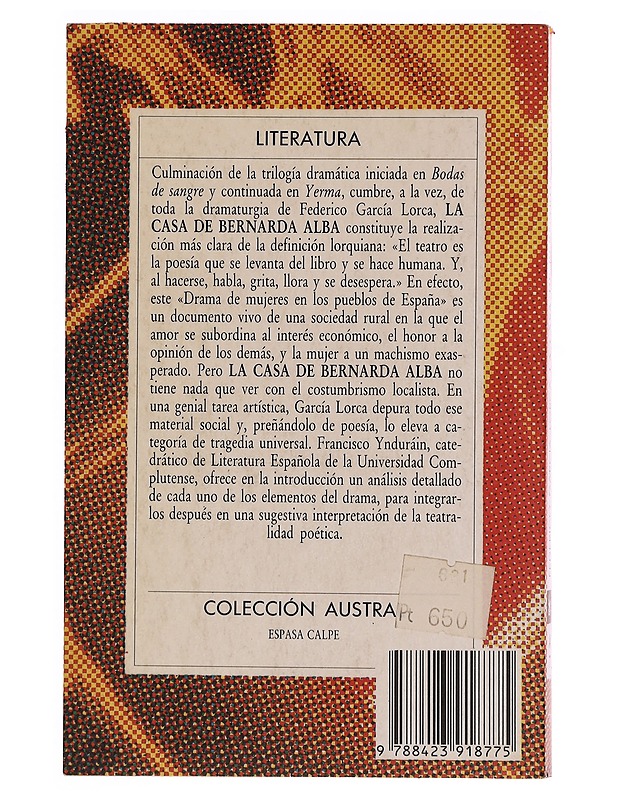 LITERATURA
Culminación de la trilogía dramática iniciada en Bodas
de sangre y continuada en Yerma, cumbre, a la vez, de
toda la dramaturgia de Federico García Lorca, LA
CASA DE BERNARDA ALBA constituye la realiza-
ción más clara de la definición lorquiana: «El teatro es
la poesía que se levanta del libro y se hace humana. Y,
al hacerse, habla, grita, llora y se desespera.» En efecto,
este «Drama de mujeres en los pueblos de España» es
un documento vivo de una sociedad rural en la que el
amor se subordina al interés económico, el honor a la
opinión de los demás, y la mujer a un machismo exas-
perado. Pero LA CASA DE BERNARDA ALBA no
tiene nada que ver con el costumbrismo localista. En
una genial tarea artística, García Lorca depura todo ese
material social y, preñándolo de poesía, lo eleva a ca-
tegoría de tragedia universal. Francisco Ynduráin, cate-
drático de Literatura Española de la Universidad Com-
plutense, ofrece en la introducción un análisis detallado
de cada uno de los elementos del drama, para integrar-
los después en una sugestiva interpretación de la teatra-
lidad poética.
COLECCIÓN AUSTRA
ESPASA CALPE
Pt 650
9 788423 918775